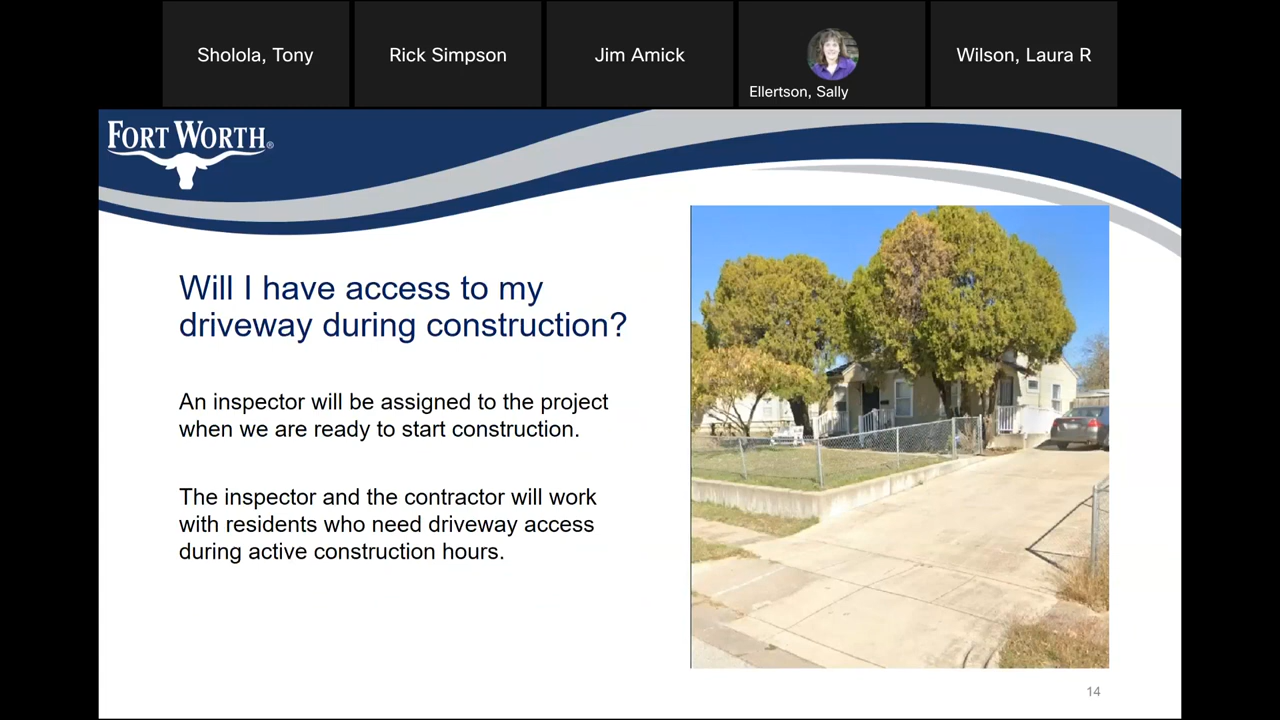 Sholola, Tony
Rick Simpson
Jim Amick
Ellertson, Sally
Wilson, Laura R
FORT WORTH®
Will I have access to my
driveway during construction?
An inspector will be assigned to the project
when we are ready to start construction.
The inspector and the contractor will work
with residents who need driveway access
during active construction hours.
14